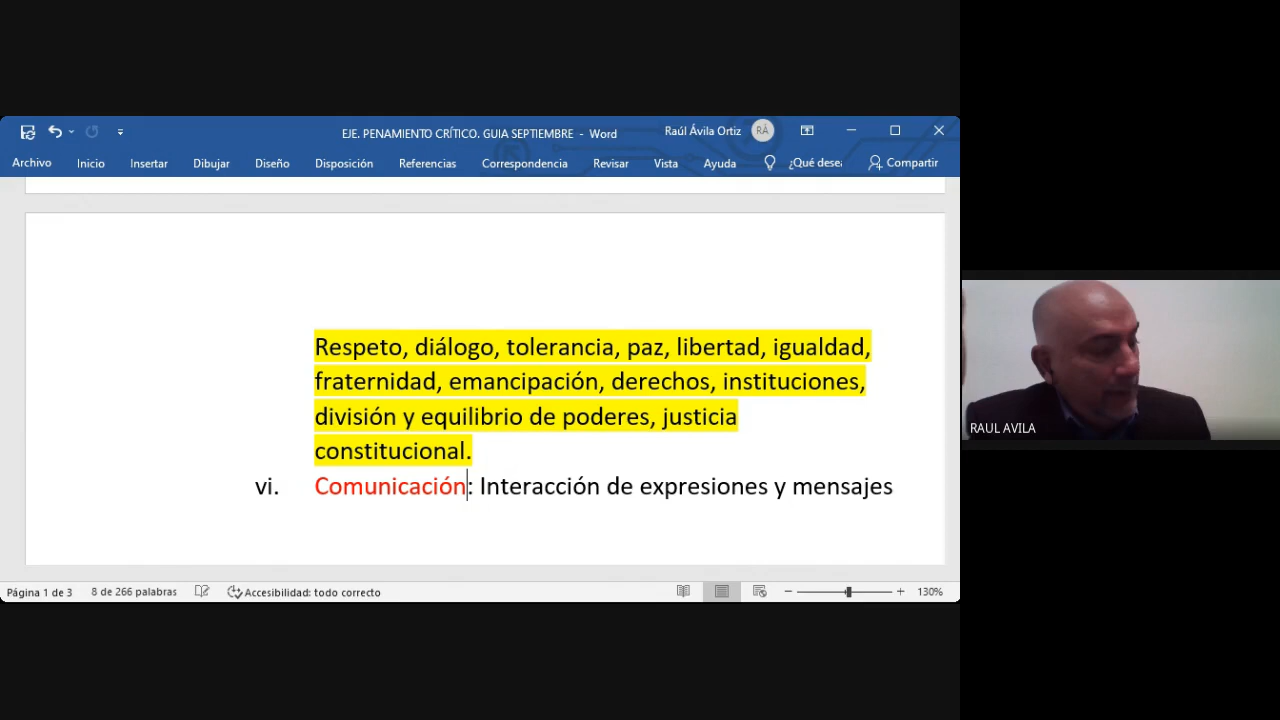 EJE. PENAMIENTO CRÍTICO. GUIA SEPTIEMBRE - Word
Raúl Ávila Ortiz
RÁ
Archivo
Inicio
Insertar
Dibujar
Diseño
Disposición
Referencias
Correspondencia
Revisar
Vista
Ayuda
¿Qué dese
Compartir
Respeto, diálogo, tolerancia, paz, libertad, igualdad,
fraternidad, emancipación, derechos, instituciones,
división y equilibrio de poderes, justicia
constitucional.
vi. Comunicación: Interacción de expresiones y mensajes
RAUL AVILA
Página 1 de 3
8 de 266 palabras
Accesibilidad: todo correcto
130%